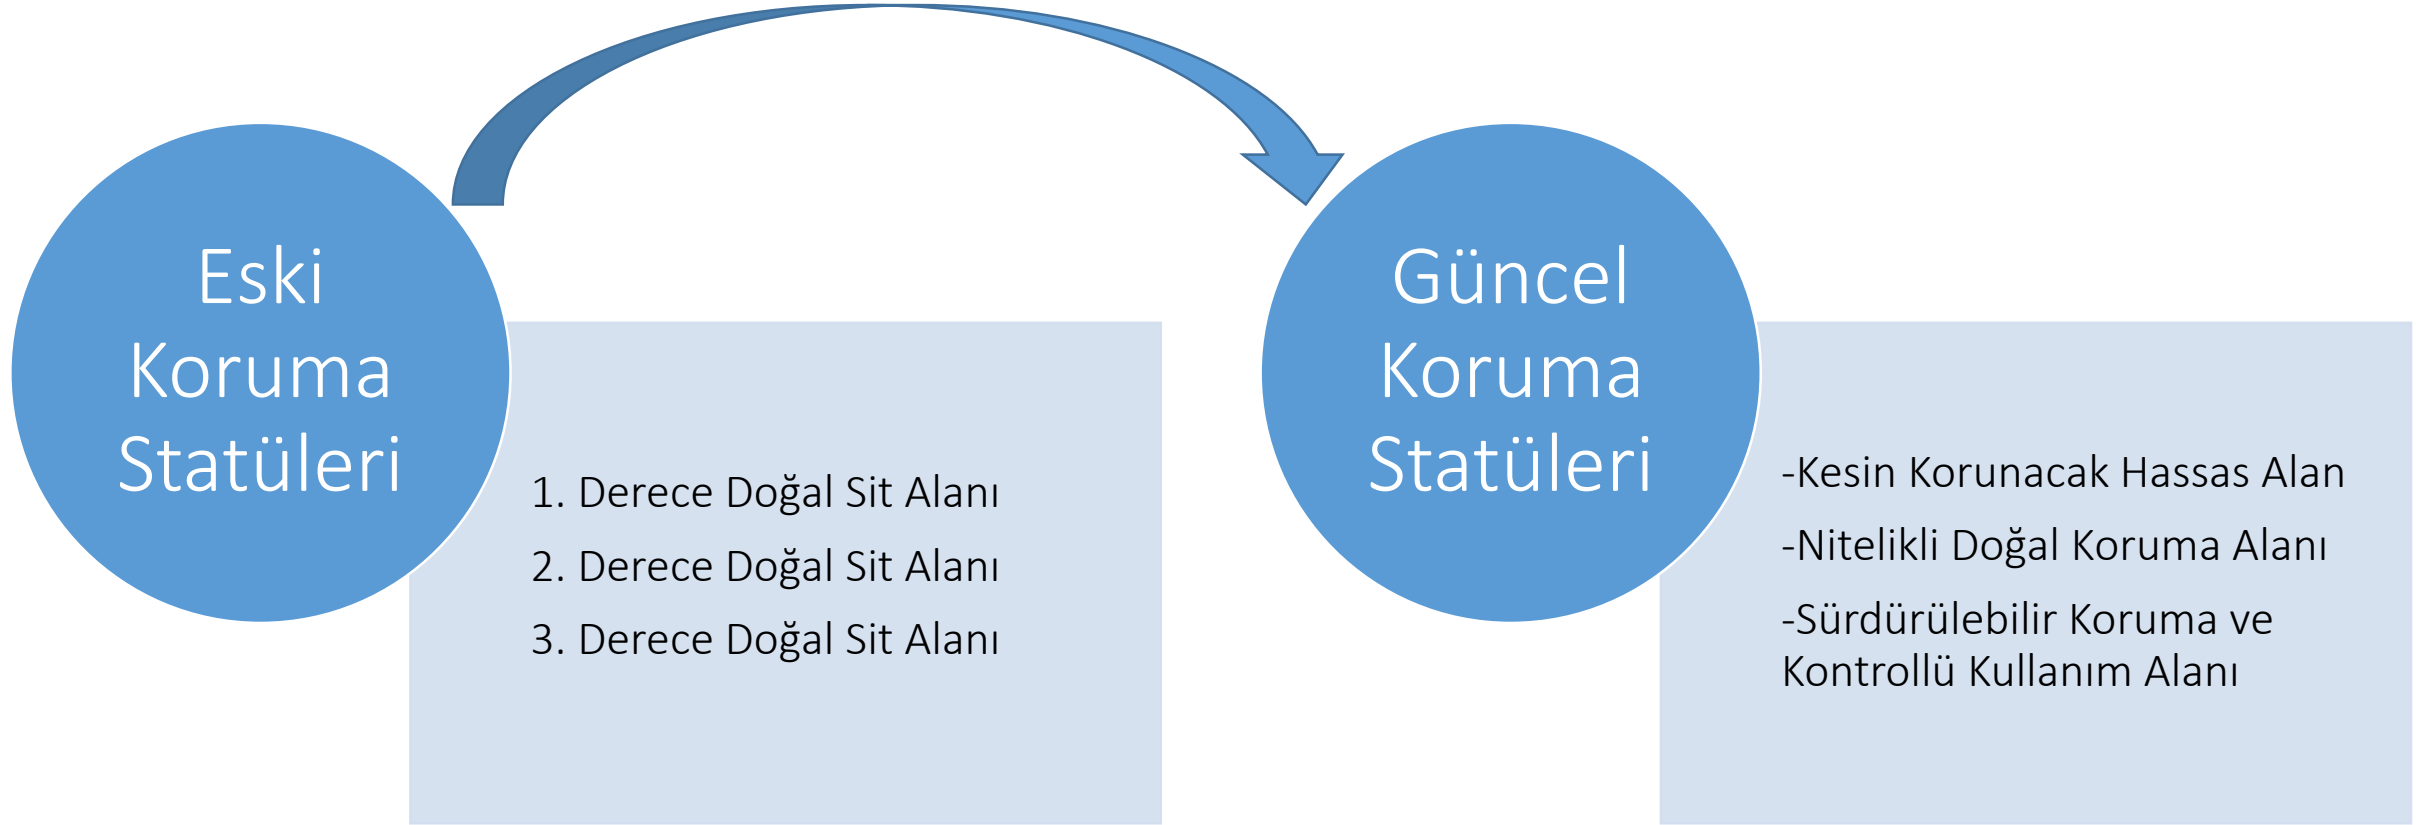 Eski
Koruma
Statüleri
1. Derece Doğal Sit Alanı
2. Derece Doğal Sit Alanı
3. Derece Doğal Sit Alanı
Güncel
Koruma
Statüleri
-Kesin Korunacak Hassas Alan
-Nitelikli Doğal Koruma Alanı
-Sürdürülebilir Koruma ve
Kontrollü Kullanım Alanı